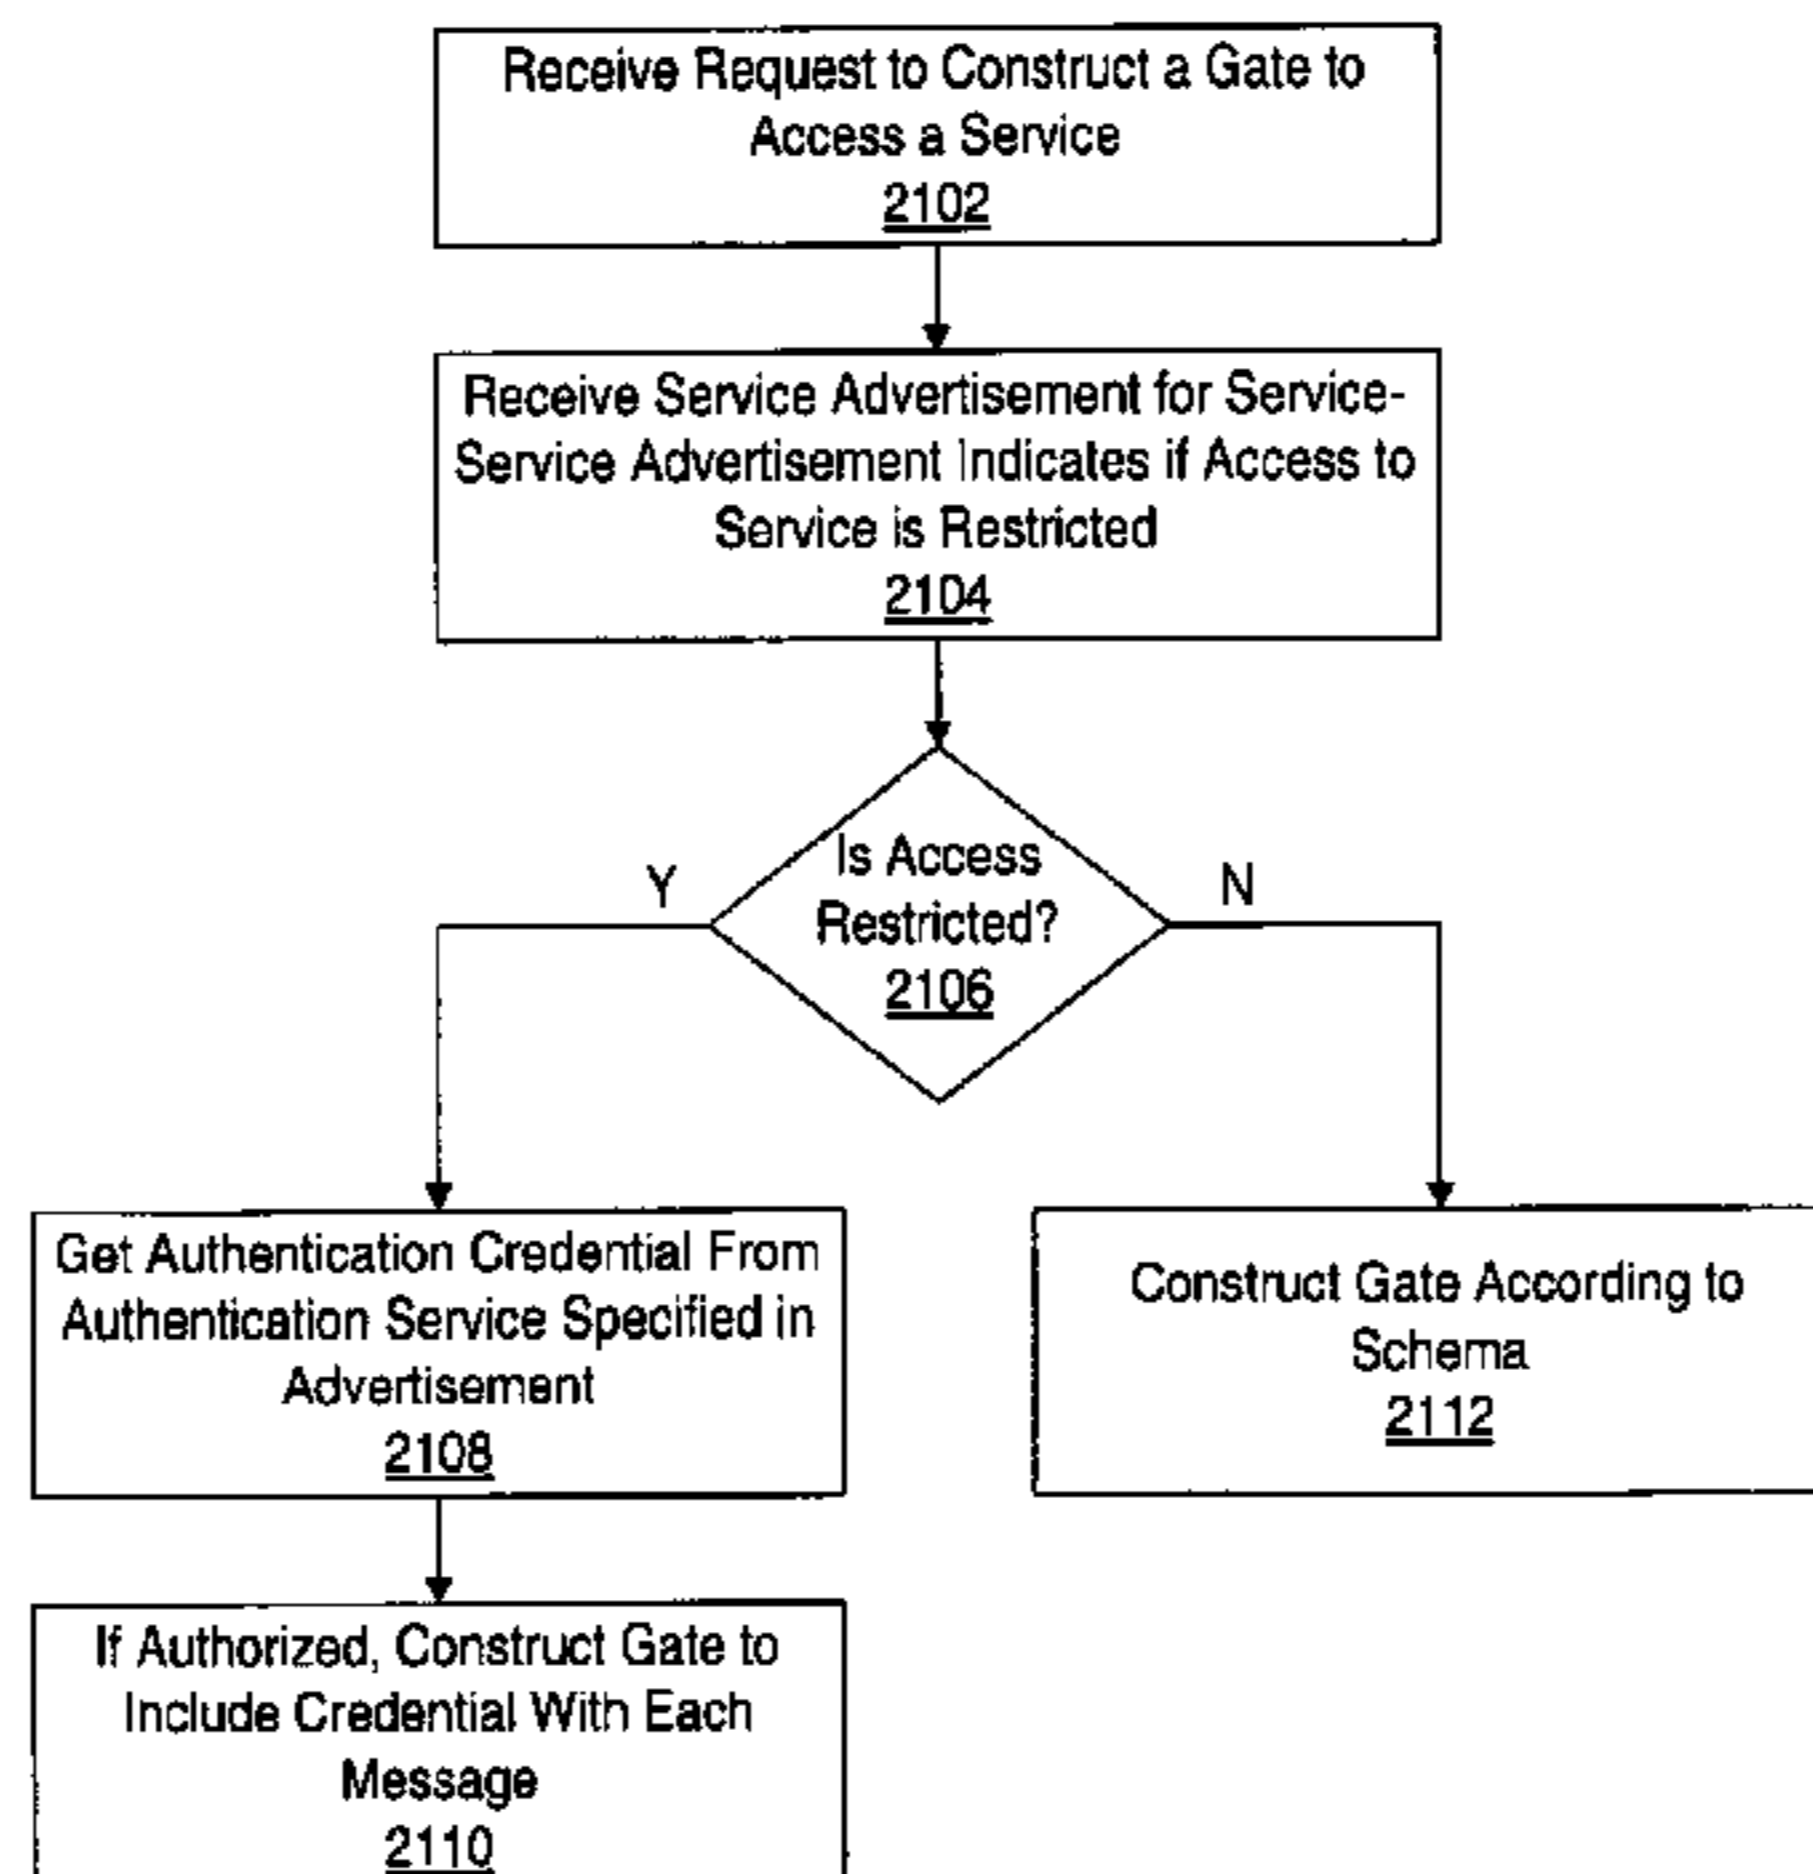 Receive Request to Construct a Gate to
Access a Service
2102
Receive Service Advertisement for Service-
Service Advertisement Indicates if Access to
Service is Restricted
2104
Is Access
Restricted?
2106
Y
N
Get Authentication Credential From
Authentication Service Specified in
Advertisement
2108
Construct Gate According to
Schema
2112
If Authorized, Construct Gate to
Include Credential With Each
Message
2110